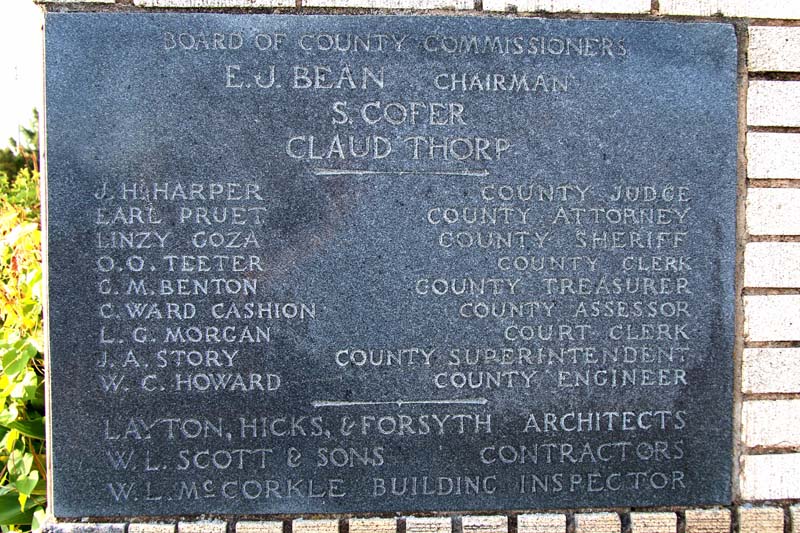 BOARD OF COUNTY COMMISSIONERS
E.J. BEAN CHAIRMAN
S. COFER
CLAUD THORP
J. H. HARPER COUNTY JUDGE
EARL PRUET COUNTY ATTORNEY
LINZY GOZA COUNTY SHERIFF
O.O. TEETER COUNTY CLERK
C. M. BENTON COUNTY TREASURER
C. WARD CASHION COUNTY ASSESSOR
L. G. MORGAN COURT CLERK
J. A. STORY COUNTY SUPERINTENDENT
W. C. HOWARD COUNTY ENGINEER
LAYTON, HICKS, & FORSYTH ARCHITECTS
W. L. SCOTT & SONS CONTRACTORS
W. L. McCORKLE BUILDING INSPECTOR